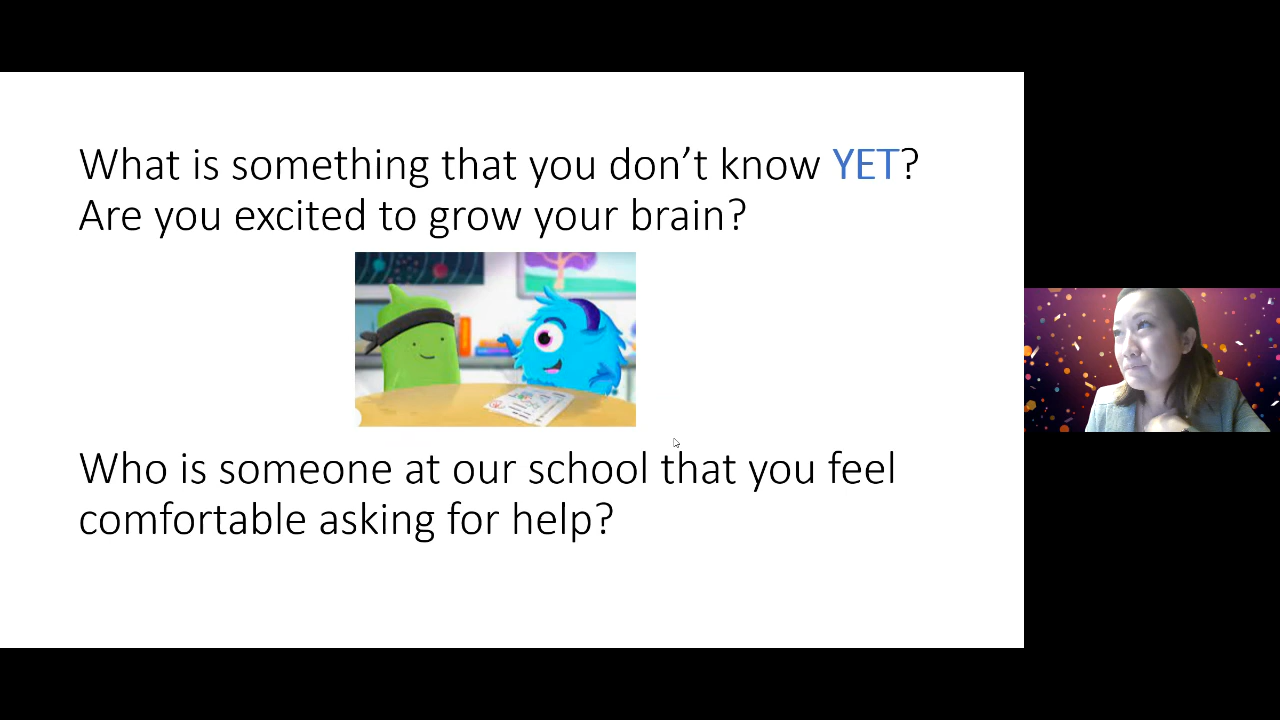 What is something that you don’t know YET?
Are you excited to grow your brain?
Who is someone at our school that you feel
comfortable asking for help?